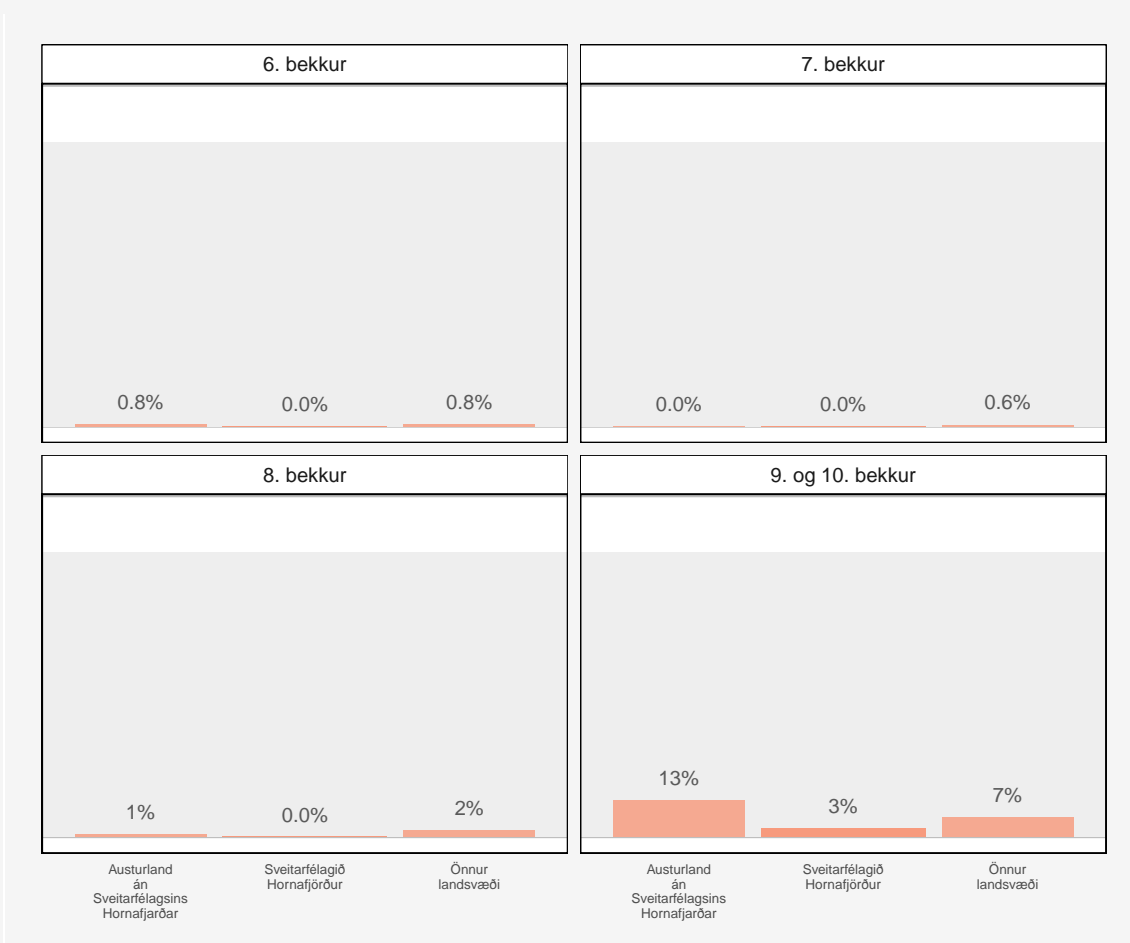 6. bekkur
7. bekkur
0.8%
0.0%
0.8%
0.0%
0.0%
0.6%
8. bekkur
9. og 10. bekkur
1%
0.0%
2%
13%
3%
7%
Austurland
án
Sveitarfélagsins
Hornafjarðar
Sveitarfélagið
Hornafjörður
Önnur
landsvæði
Austurland
án
Sveitarfélagsins
Hornafjarðar
Sveitarfélagið
Hornafjörður
Önnur
landsvæði